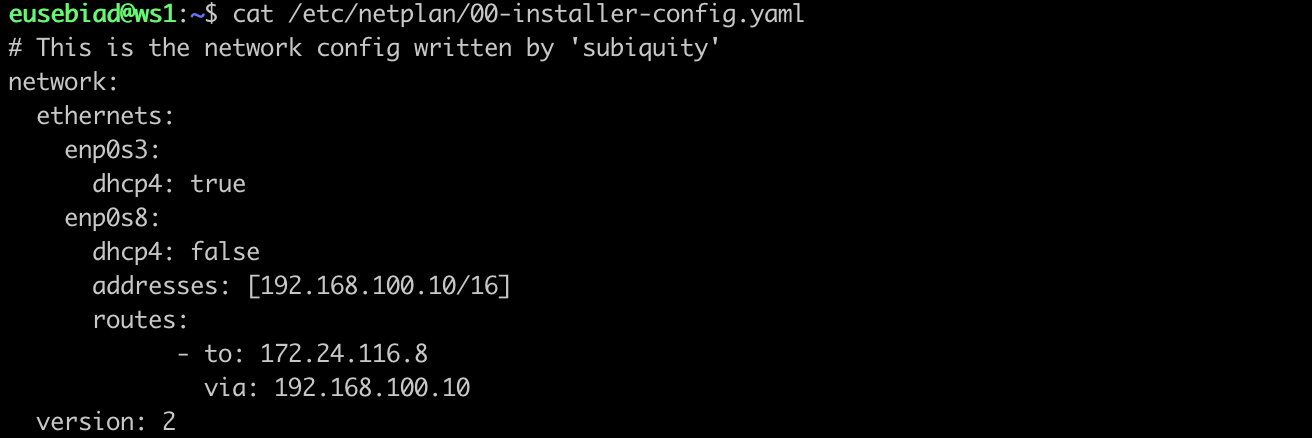 eusebiad@ws1:~$ cat /etc/netplan/00-installer-config.yaml
# This is the network config written by 'subiquity'
network:
  ethernets:
    enp0s3:
      dhcp4: true
    enp0s8:
      dhcp4: false
      addresses: [192.168.100.10/16]
      routes:
            - to: 172.24.116.8
              via: 192.168.100.10
  version: 2